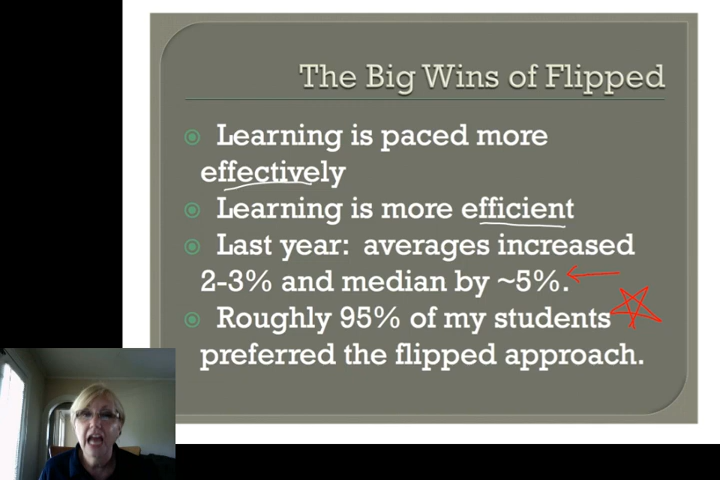 The Big Wins of Flipped
Learning is paced more
effectively
Learning is more efficient
Last year: averages increased
2-3% and median by ~5%.
Roughly 95% of my students
preferred the flipped approach.